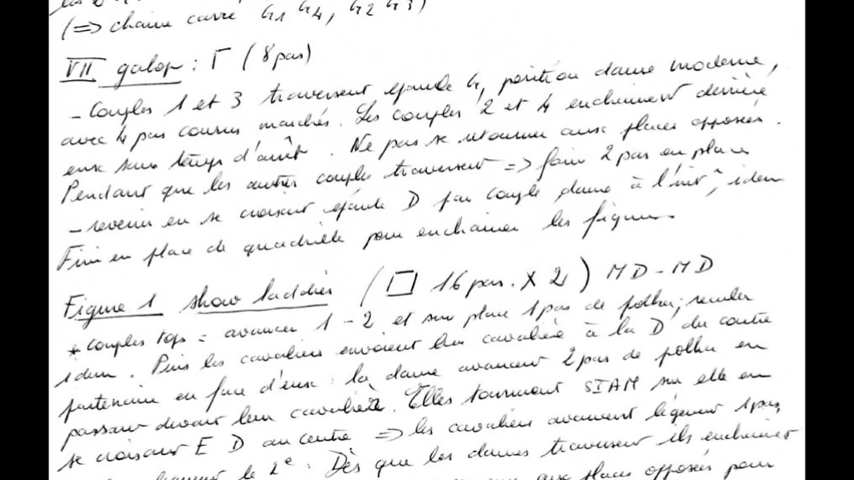 (=> chaine carré G1 G4, G2 G3)
VII galop : Γ (8 pas)
- Couples 1 et 3 traversent épaule G, position dame moderne,
avec 4 pas courus marchés. Les couples 2 et 4 enchainent derrière
eux sans temps d'arrêt. Ne pas se retourner aux places opposées.
Pendant que les autres couples traversent => faire 2 pas en place
- revenir en se croisant épaule D par couple dame à l'int^r, idem
Fini en place de quadrille pour enchainer les figures
Figure 1 show laddies (□ 16 pas. X 2) MD-MD
* Couples tops = avancer 1-2 et sur place 1 pas de polka; reculer
idem. Puis les cavaliers envoient leur cavalière à la D du contre
partenaire en face d'eux : la dame avancent 2 pas de polka en
passant devant leur cavalière. Elles tournent SIAM sur elle en
se croisant E D au centre => les cavaliers avancent légèrmt 1 pas,
le 2e. Dès que les dames traversent ils enchainent
aux places opposées pour